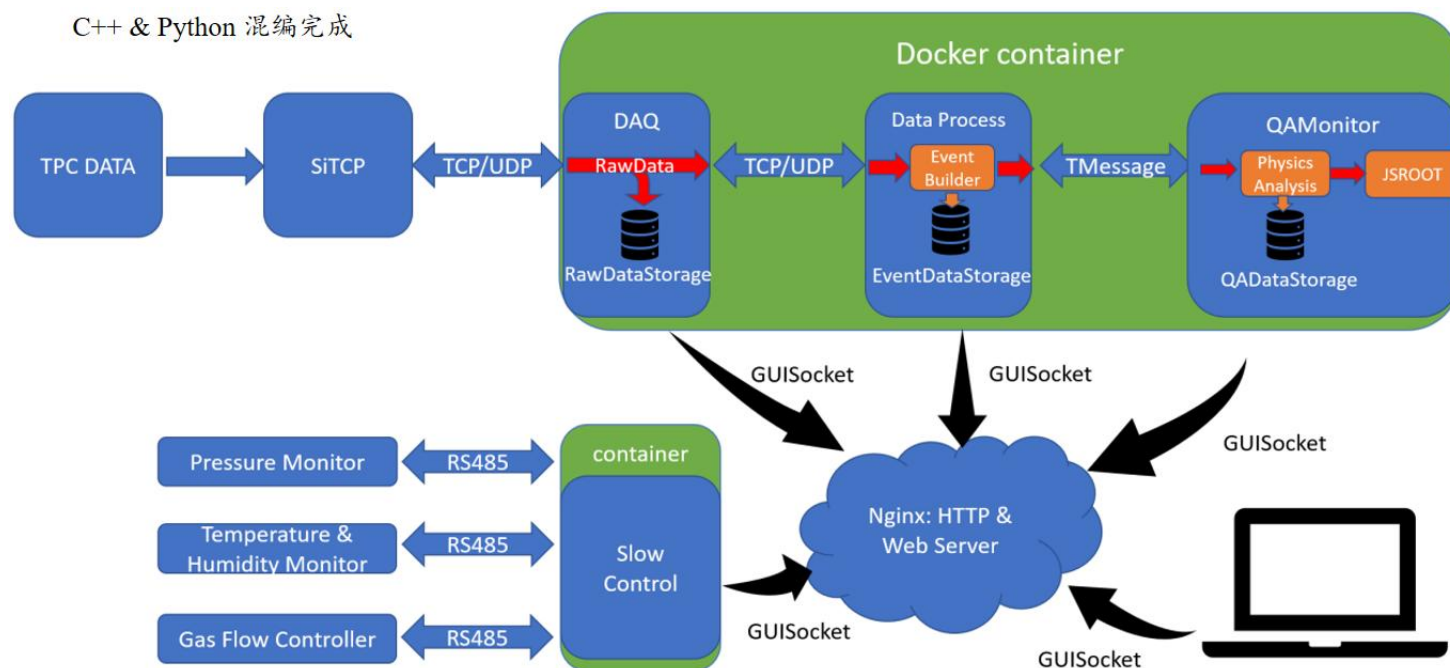 C++ & Python 混编完成
Docker container
TPC DATA
SiTCP
TCP/UDP
DAQ
RawData
RawDataStorage
TCP/UDP
Data Process
Event
Builder
EventDataStorage
TMessage
QAMonitor
Physics
Analysis
JSROOT
QADataStorage
GUISocket
GUISocket
GUISocket
Pressure Monitor
RS485
Temperature &
Humidity Monitor
RS485
Gas Flow Controller
RS485
container
Slow
Control
GUISocket
Nginx: HTTP &
Web Server
GUISocket